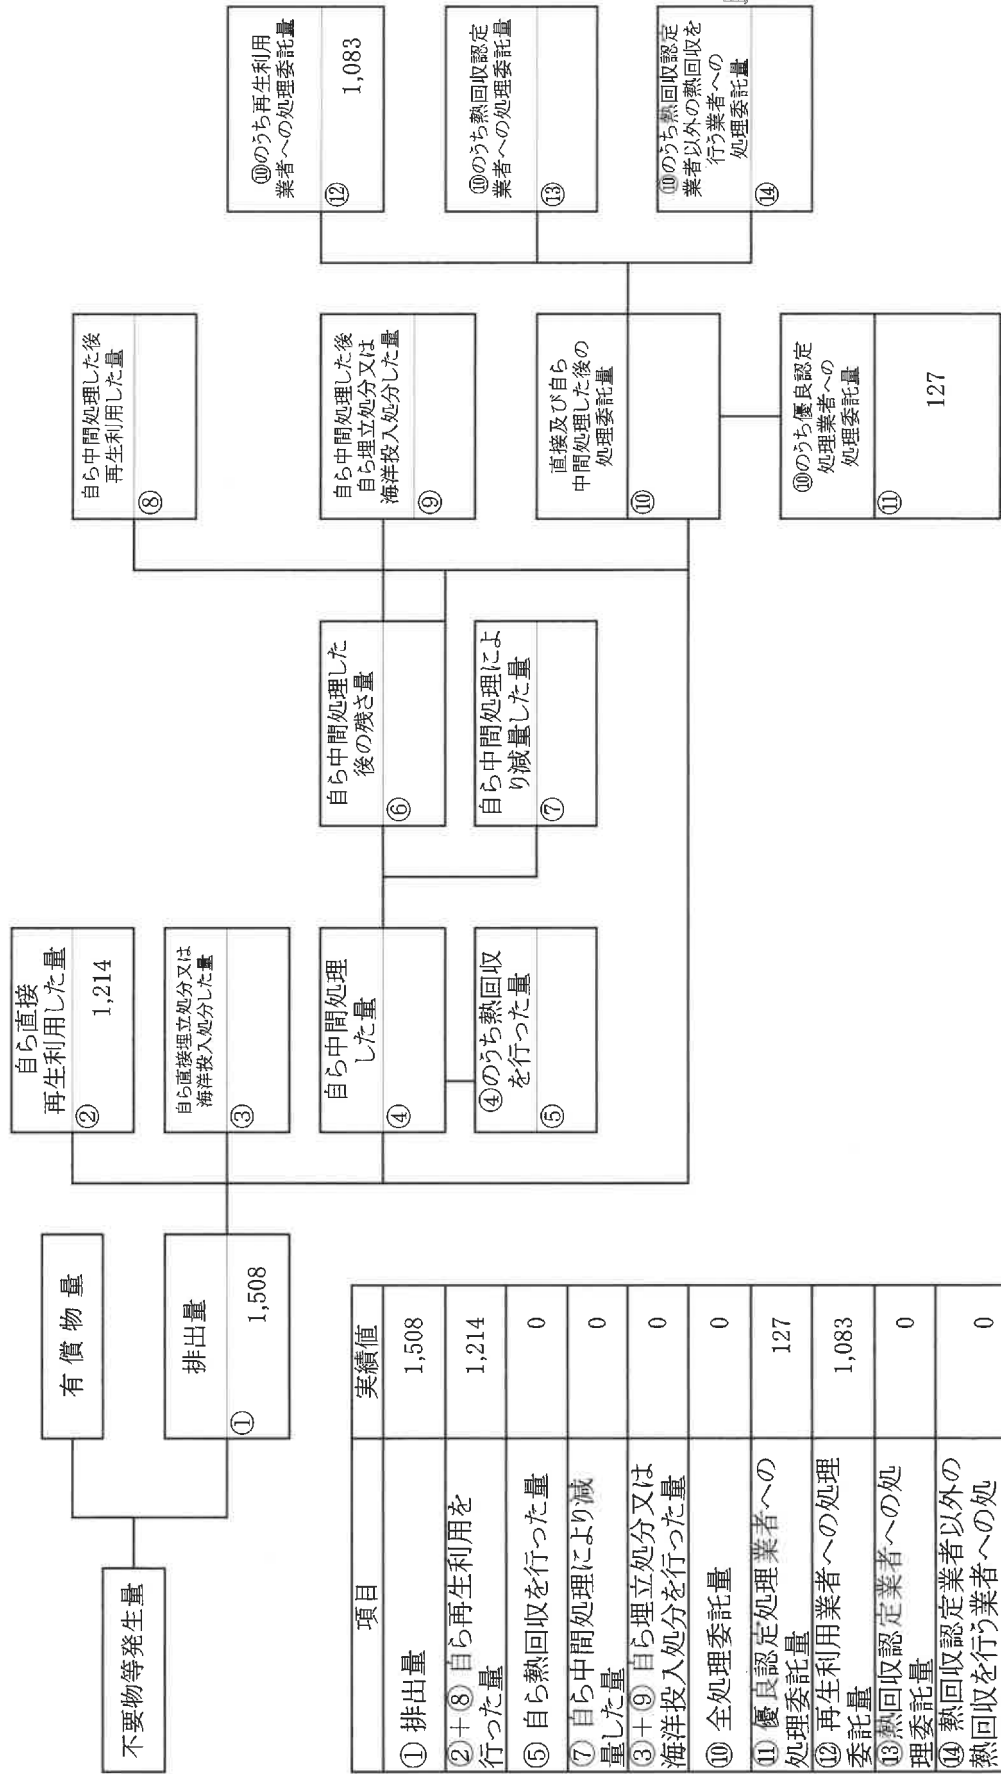 不要物等発生量
有償物量
排出量
①
1,508
自ら直接
再生利用した量
②
1,214
自ら直接埋立処分又は
海洋投入処分した量
③
自ら中間処理
した量
④
④のうち熱回収
を行った量
⑤
自ら中間処理した
後の残さ量
⑥
自ら中間処理によ
り減量した量
⑦
自ら中間処理した後
再生利用した量
⑧
自ら中間処理した後
自ら埋立処分又は
海洋投入処分した量
⑨
直接及び自ら
中間処理した後の
処理委託量
⑩
⑩のうち優良認定
処理業者への
処理委託量
⑪
127
⑩のうち再生利用
業者への処理委託量
⑫
1,083
⑩のうち熱回収認定
業者への処理委託量
⑬
⑩のうち熱回収認定
業者以外の熱回収を
行う業者への
処理委託量
⑭
項目 実績値
① 排出量 1,508
②+⑧ 自ら再生利用を
行った量 1,214
⑤ 自ら熱回収を行った量 0
⑦ 自ら中間処理により減
量した量 0
③+⑨ 自ら埋立処分又は
海洋投入処分を行った量 0
⑩ 全処理委託量 0
⑪ 優良認定処理業者への
処理委託量 127
⑫ 再生利用業者への処理
委託量 1,083
⑬熱回収認定業者への処
理委託量 0
⑭ 熱回収認定業者以外の
熱回収を行う業者への処 0